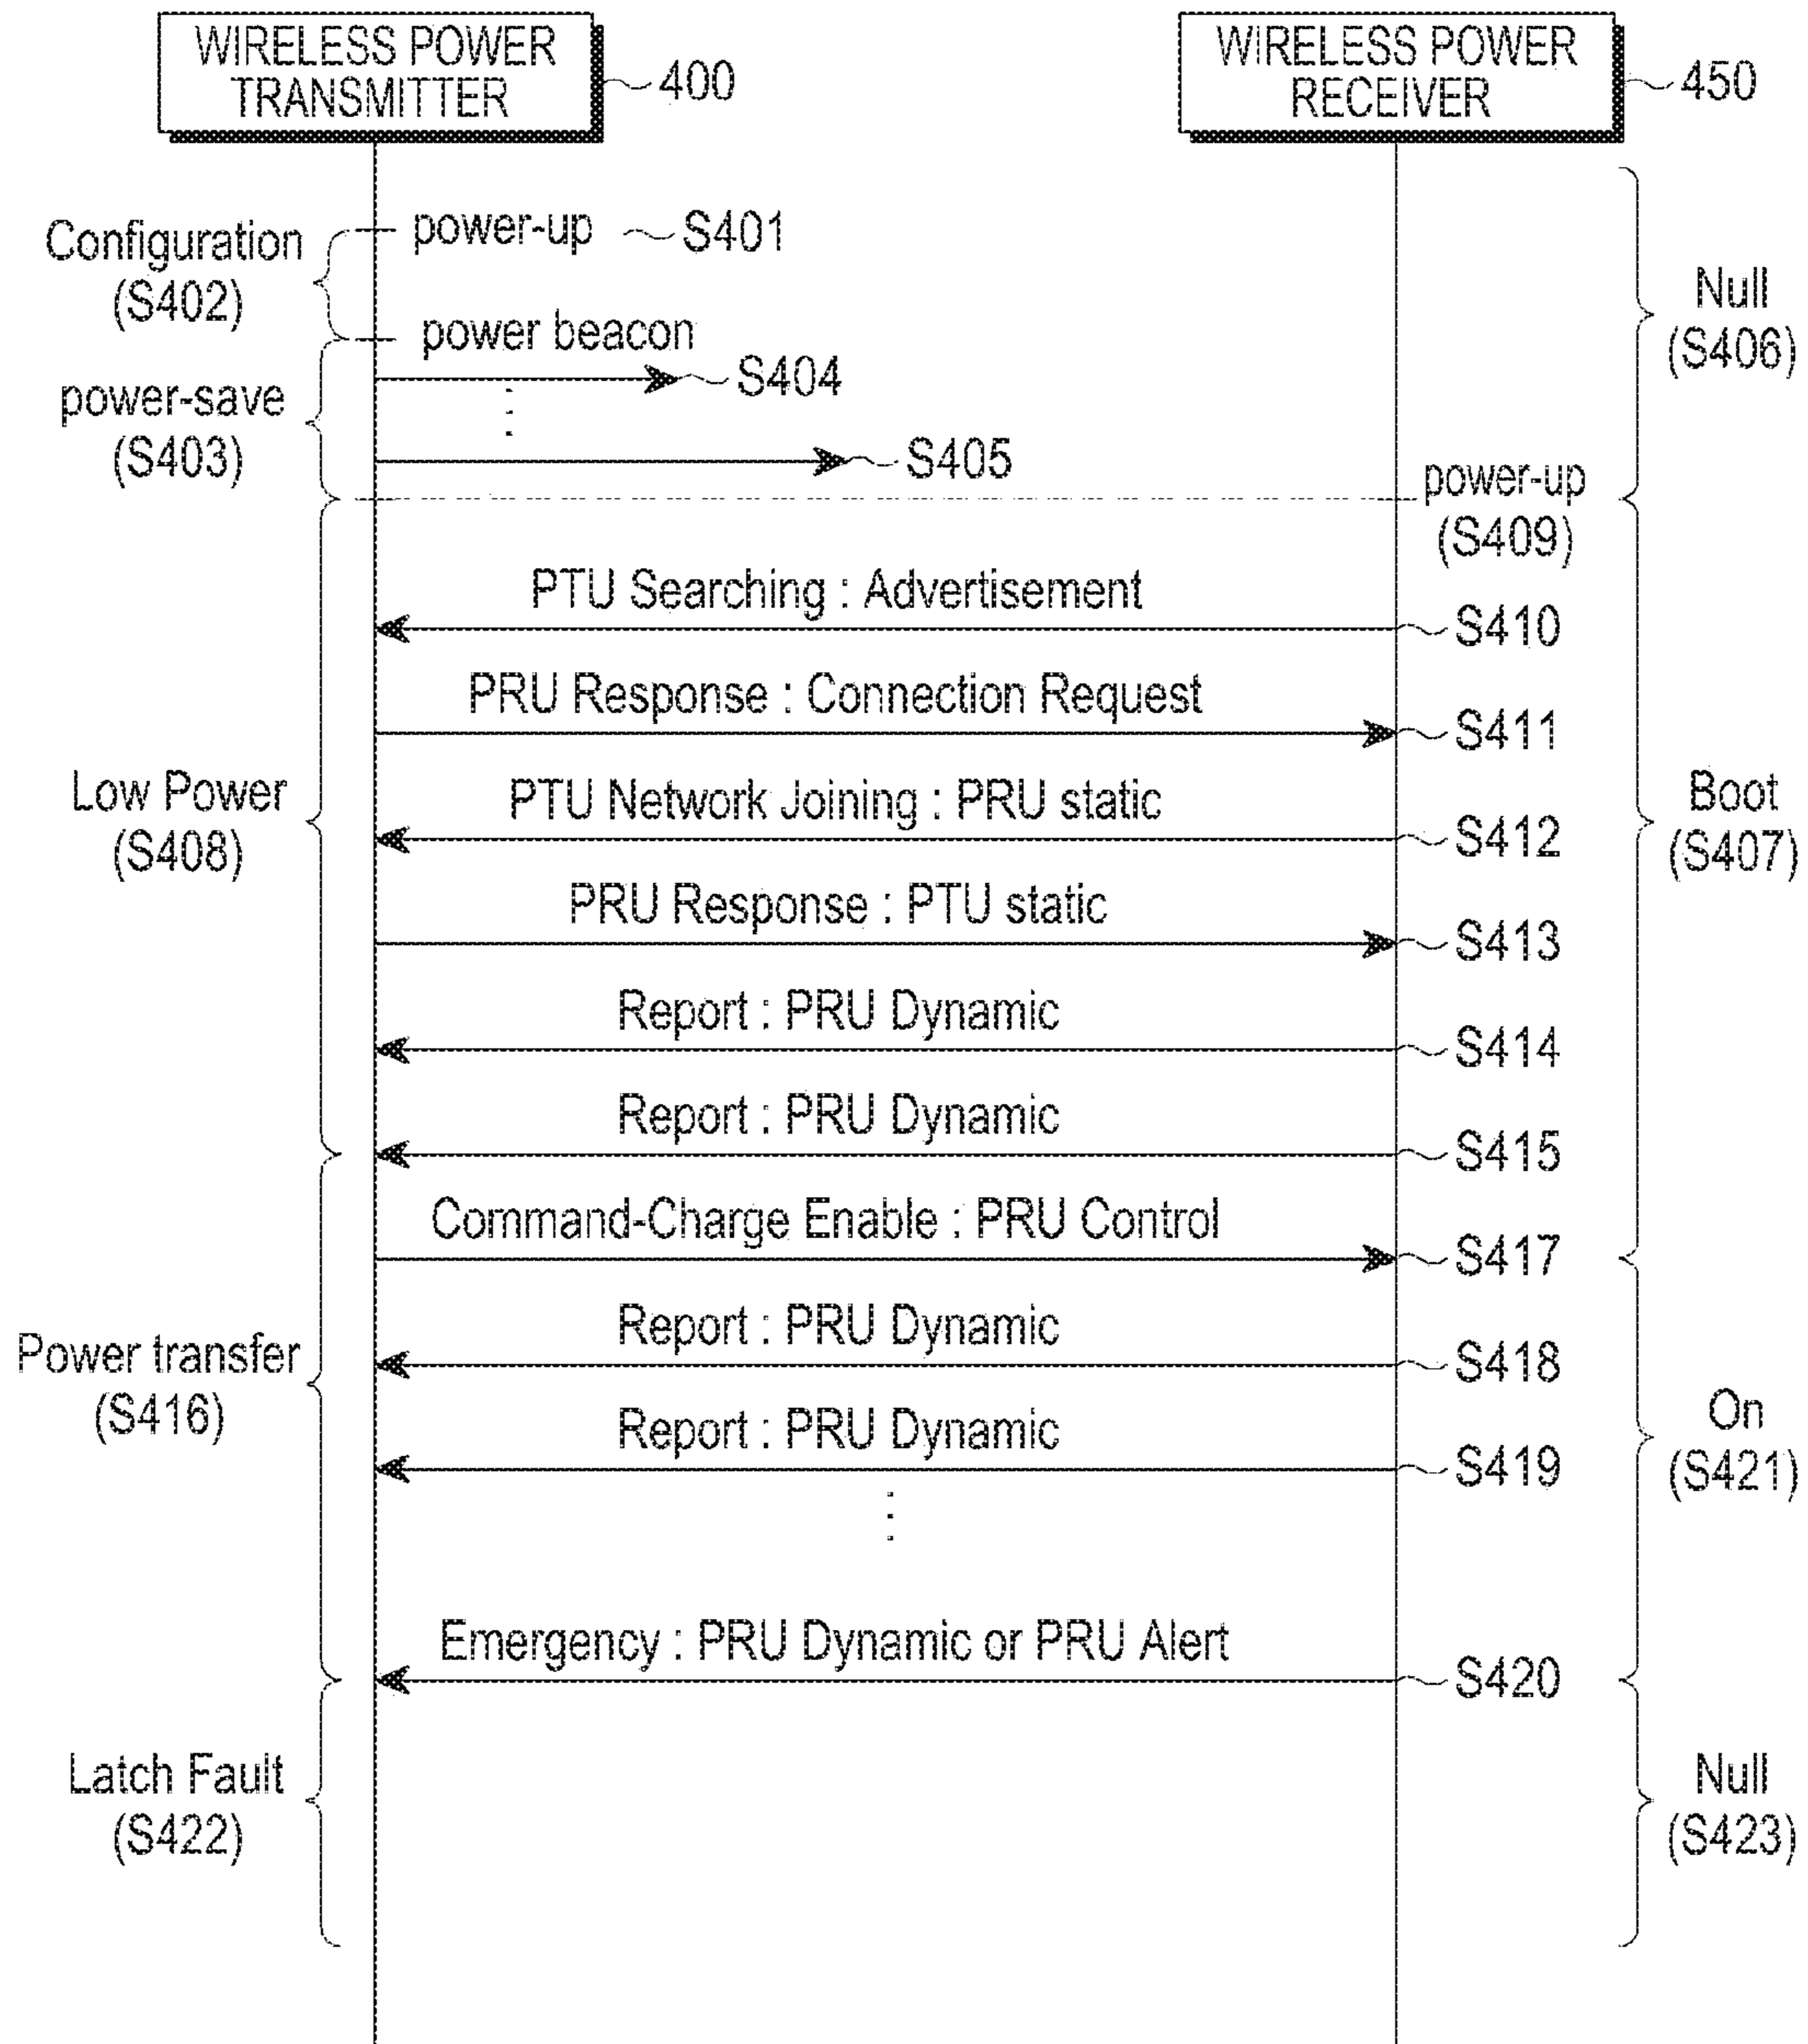 WIRELESS POWER
TRANSMITTER
400
WIRELESS POWER
RECEIVER
450
Configuration
(S402)
power-up
S401
Null
(S406)
power beacon
S404
power-save
(S403)
S405
power-up
(S409)
PTU Searching : Advertisement
S410
PRU Response : Connection Request
S411
Low Power
(S408)
PTU Network Joining : PRU static
S412
Boot
(S407)
PRU Response : PTU static
S413
Report : PRU Dynamic
S414
Report : PRU Dynamic
S415
Command-Charge Enable : PRU Control
S417
Report : PRU Dynamic
S418
Power transfer
(S416)
Report : PRU Dynamic
S419
On
(S421)
Emergency : PRU Dynamic or PRU Alert
S420
Latch Fault
(S422)
Null
(S423)